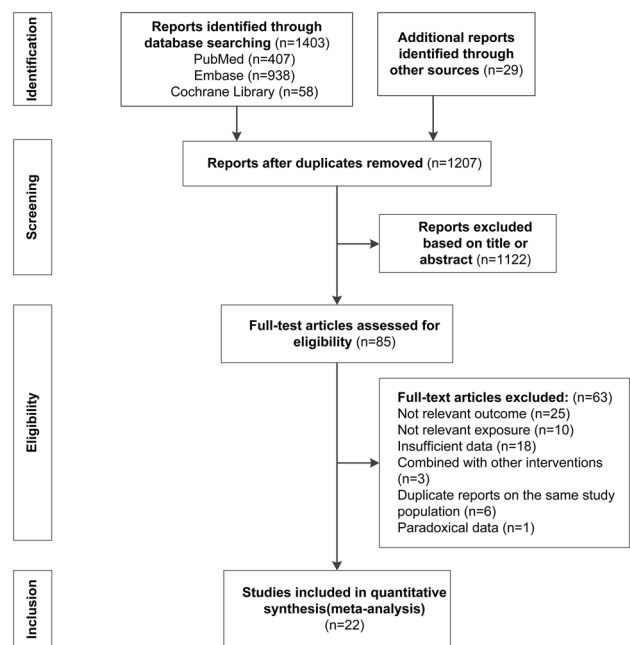 Identification
Reports identified through
database searching (n=1403)
PubMed (n=407)
Embase (n=938)
Cochrane Library (n=58)
Additional reports
identified through
other sources (n=29)
Screening
Reports after duplicates removed (n=1207)
Reports excluded
based on title or
abstract (n=1122)
Eligibility
Full-test articles assessed for
eligibility (n=85)
Full-text articles excluded: (n=63)
Not relevant outcome (n=25)
Not relevant exposure (n=10)
Insufficient data (n=18)
Combined with other interventions
(n=3)
Duplicate reports on the same study
population (n=6)
Paradoxical data (n=1)
Inclusion
Studies included in quantitative
synthesis(meta-analysis)
(n=22)